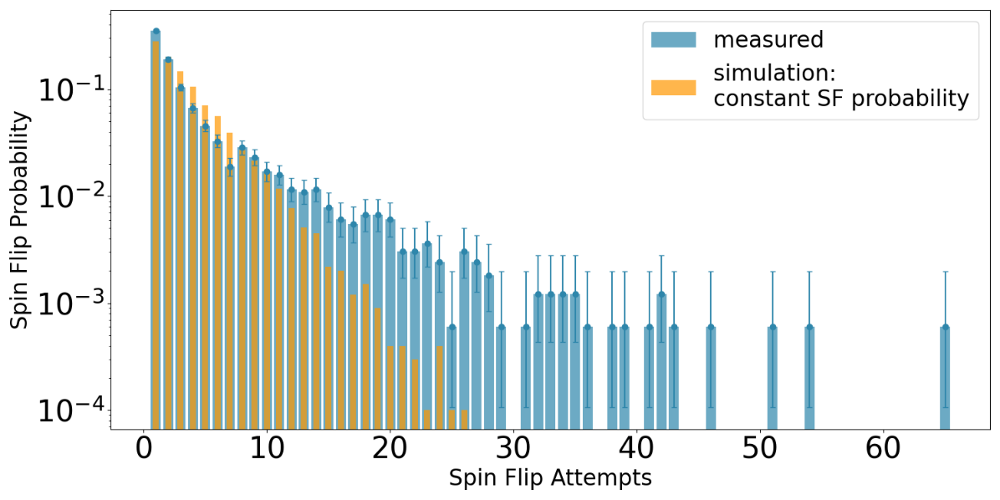 measured
simulation:
constant SF probability
Spin Flip Probability
10⁻¹
10⁻²
10⁻³
10⁻⁴
0 10 20 30 40 50 60
Spin Flip Attempts